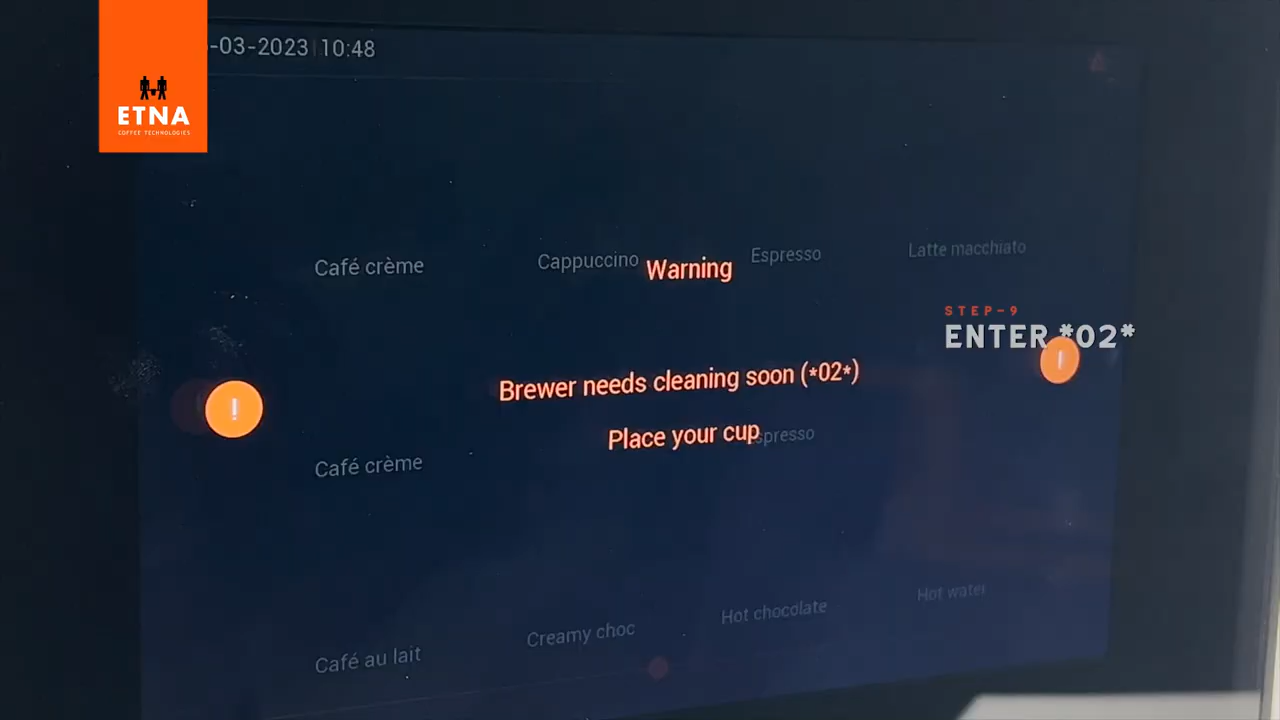 -03-2023 10:48
ETNA
COFFEE TECHNOLOGIES
Café crème
Cappuccino
Espresso
Latte macchiato
Warning
STEP-9
ENTER *02*
Brewer needs cleaning soon (*02*)
Place your cup
spresso
Café crème
Café au lait
Creamy choc
Hot chocolate
Hot water